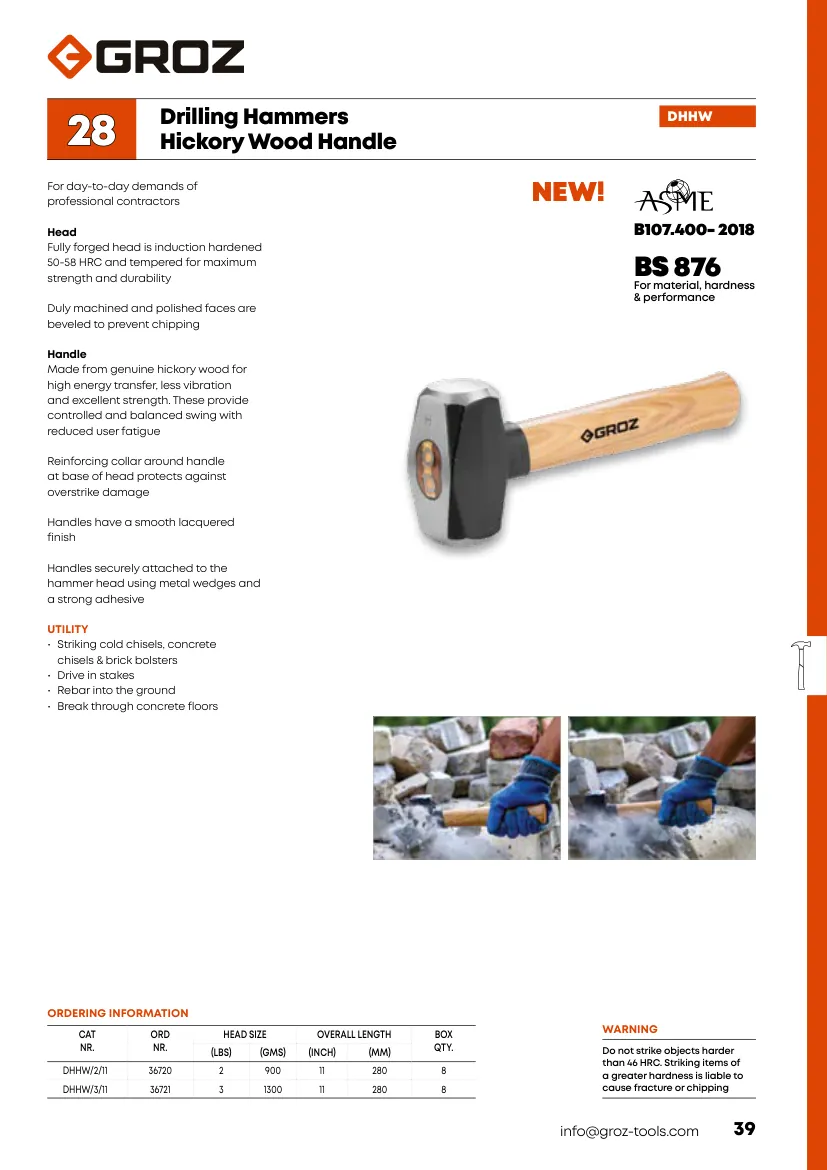 GROZ
28
Drilling Hammers
Hickory Wood Handle
DHHW
For day-to-day demands of
professional contractors
Head
Fully forged head is induction hardened
50-58 HRC and tempered for maximum
strength and durability
Duly machined and polished faces are
beveled to prevent chipping
Handle
Made from genuine hickory wood for
high energy transfer, less vibration
and excellent strength. These provide
controlled and balanced swing with
reduced user fatigue
Reinforcing collar around handle
at base of head protects against
overstrike damage
Handles have a smooth lacquered
finish
Handles securely attached to the
hammer head using metal wedges and
a strong adhesive
UTILITY
• Striking cold chisels, concrete
chisels & brick bolsters
• Drive in stakes
• Rebar into the ground
• Break through concrete floors
NEW!
ASME
B107.400- 2018
BS 876
For material, hardness
& performance
GROZ
ORDERING INFORMATION
CAT NR. ORD NR. HEAD SIZE OVERALL LENGTH BOX QTY.
(LBS) (GMS) (INCH) (MM)
DHHW/2/11 36720 2 900 11 280 8
DHHW/3/11 36721 3 1300 11 280 8
WARNING
Do not strike objects harder
than 46 HRC. Striking items of
a greater hardness is liable to
cause fracture or chipping
info@groz-tools.com 39